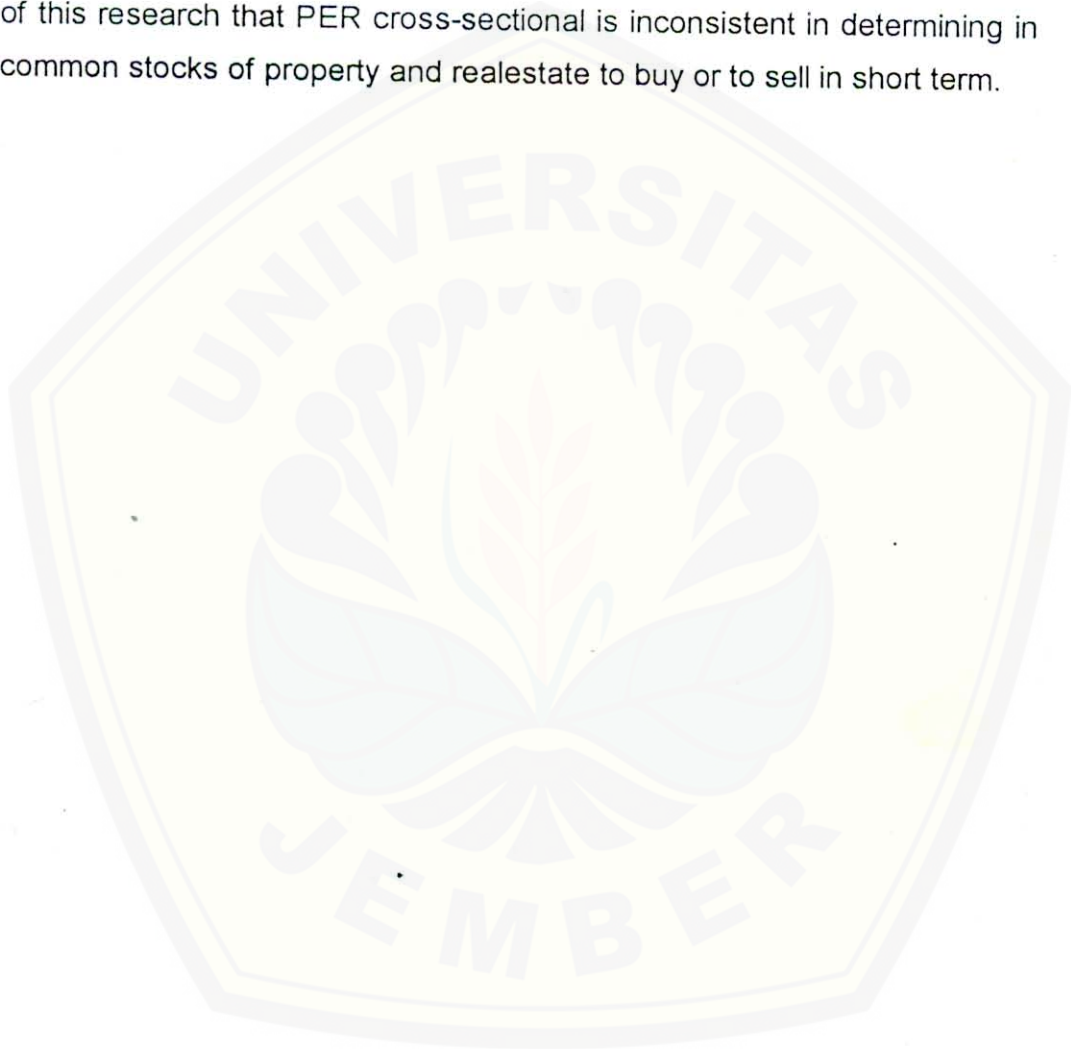 of this research that PER cross-sectional is inconsistent in determining in
common stocks of property and realestate to buy or to sell in short term.
UNIVERSITAS
JEMBER